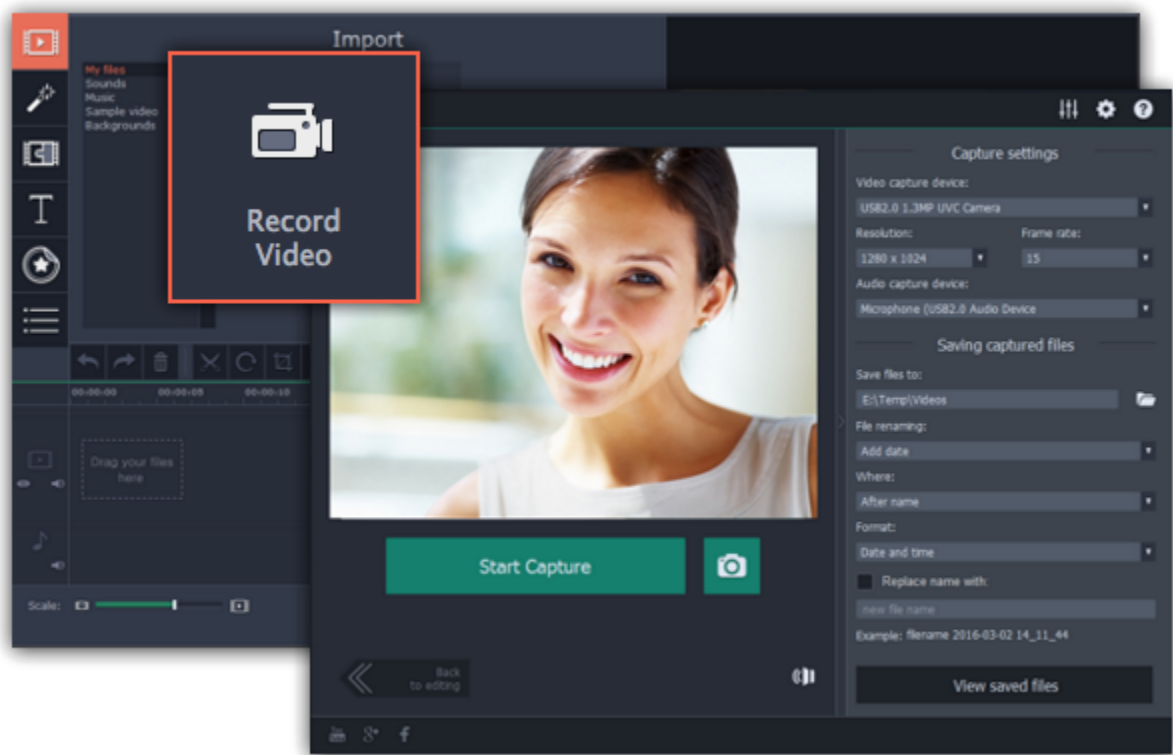 Import
My files
Sounds
Music
Sample video
Backgrounds
Record
Video
T
00:00:00 00:00:05 00:00:10
Drag your files
here
Scale:
Capture settings
Video capture device:
USB2.0 1.3MP UVC Camera
Resolution: Frame rate:
1280 x 1024 15
Audio capture device:
Microphone (USB2.0 Audio Device
Saving captured files
Save files to:
E:\Temp\Videos
File renaming:
Add date
Where:
After name
Format:
Date and time
Replace name with:
new file name
Example: filename 2016-03-02 14_11_44
View saved files
Start Capture
Back
to editing
g+ f